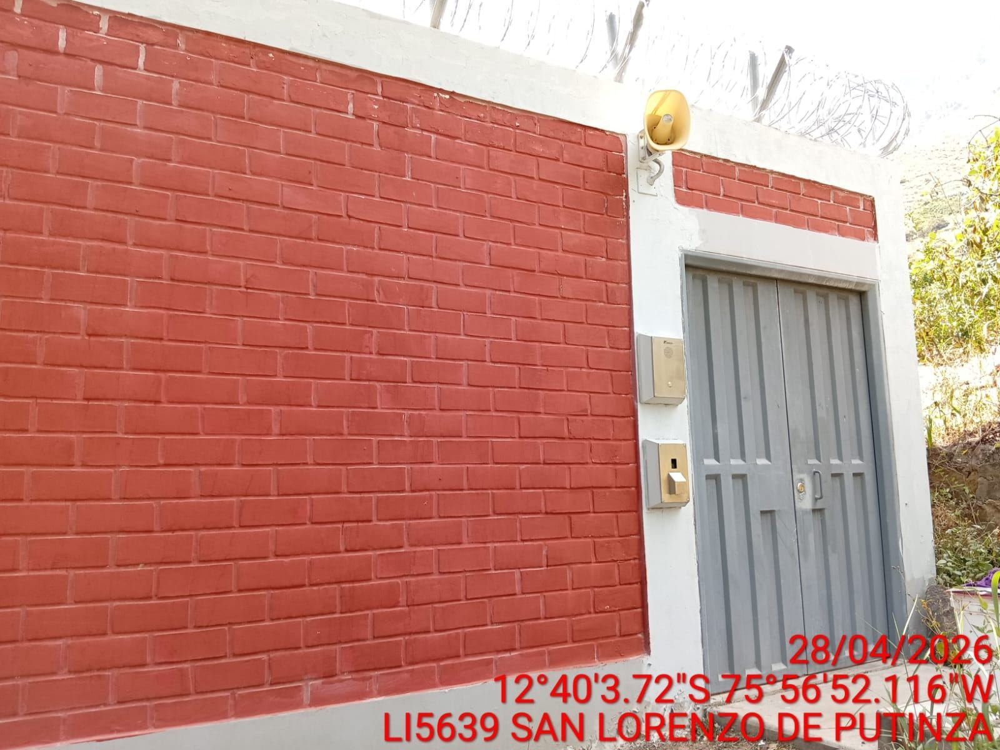 28/04/2026
12°40'3.72"S 75°56'52.116"W
LI5639 SAN LORENZO DE PUTINZA